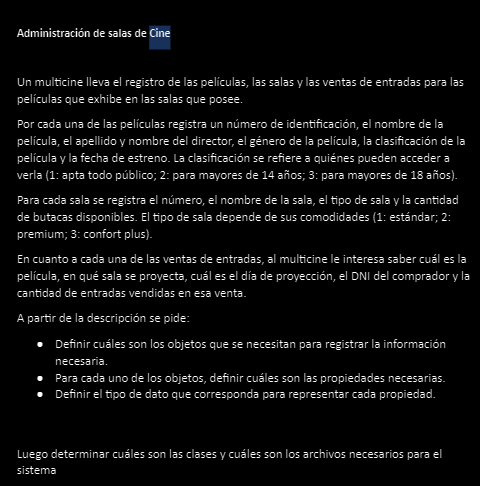 Administración de salas de Cine
Un multicine lleva el registro de las películas, las salas y las ventas de entradas para las
películas que exhibe en las salas que posee.
Por cada una de las películas registra un número de identificación, el nombre de la
película, el apellido y nombre del director, el género de la película, la clasificación de la
película y la fecha de estreno. La clasificación se refiere a quiénes pueden acceder a
verla (1: apta todo público; 2: para mayores de 14 años; 3: para mayores de 18 años).
Para cada sala se registra el número, el nombre de la sala, el tipo de sala y la cantidad
de butacas disponibles. El tipo de sala depende de sus comodidades (1: estándar; 2:
premium; 3: confort plus).
En cuanto a cada una de las ventas de entradas, al multicine le interesa saber cuál es la
película, en qué sala se proyecta, cuál es el día de proyección, el DNI del comprador y la
cantidad de entradas vendidas en esa venta.
A partir de la descripción se pide:
● Definir cuáles son los objetos que se necesitan para registrar la información
necesaria.
● Para cada uno de los objetos, definir cuáles son las propiedades necesarias.
● Definir el tipo de dato que corresponda para representar cada propiedad.
Luego determinar cuáles son las clases y cuáles son los archivos necesarios para el
sistema